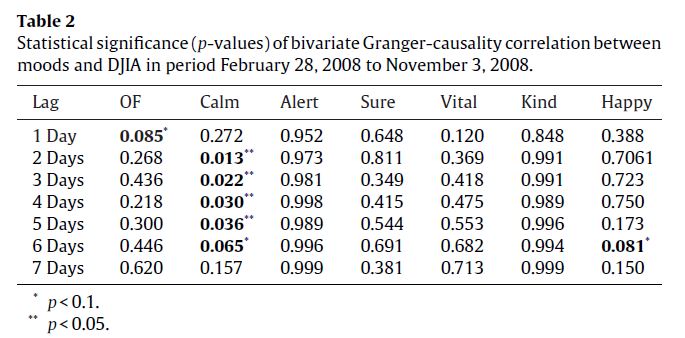 Table 2
Statistical significance (p-values) of bivariate Granger-causality correlation between
moods and DJIA in period February 28, 2008 to November 3, 2008.
Lag OF Calm Alert Sure Vital Kind Happy
1 Day 0.085* 0.272 0.952 0.648 0.120 0.848 0.388
2 Days 0.268 0.013** 0.973 0.811 0.369 0.991 0.7061
3 Days 0.436 0.022** 0.981 0.349 0.418 0.991 0.723
4 Days 0.218 0.030** 0.998 0.415 0.475 0.989 0.750
5 Days 0.300 0.036** 0.989 0.544 0.553 0.996 0.173
6 Days 0.446 0.065* 0.996 0.691 0.682 0.994 0.081*
7 Days 0.620 0.157 0.999 0.381 0.713 0.999 0.150
* p < 0.1.
** p < 0.05.